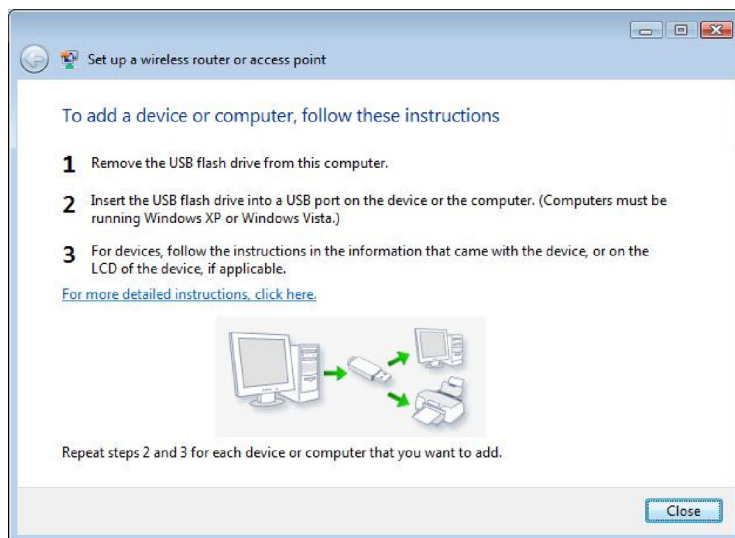 Set up a wireless router or access point
To add a device or computer, follow these instructions
1 Remove the USB flash drive from this computer.
2 Insert the USB flash drive into a USB port on the device or the computer. (Computers must be
running Windows XP or Windows Vista.)
3 For devices, follow the instructions in the information that came with the device, or on the
LCD of the device, if applicable.
For more detailed instructions, click here.
Repeat steps 2 and 3 for each device or computer that you want to add.
Close